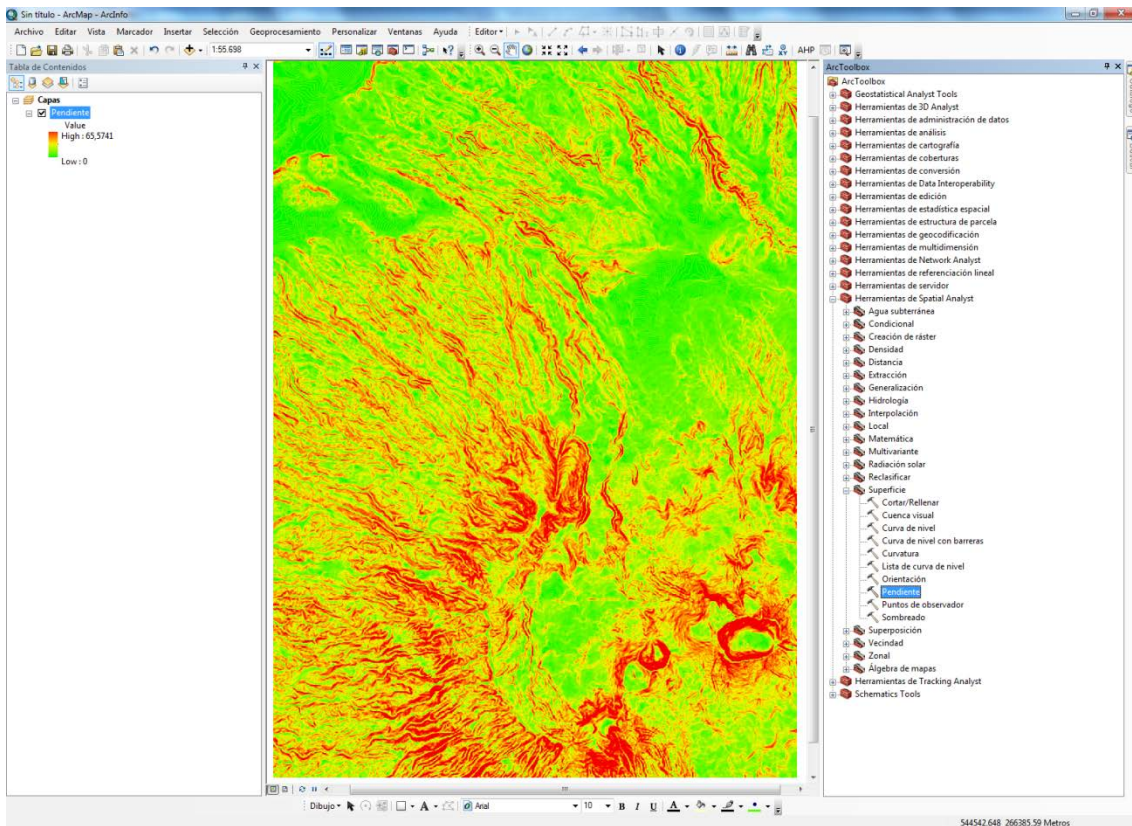 Sin título - ArcMap - ArcInfo
Archivo Editar Vista Marcador Insertar Selección Geoprocesamiento Personalizar Ventanas Ayuda Editor
1:55.698
Tabla de Contenidos
Capas
Pendiente
Value
High : 65,5741
Low : 0
ArcToolbox
ArcToolbox
Geostatistical Analyst Tools
Herramientas de 3D Analyst
Herramientas de administración de datos
Herramientas de análisis
Herramientas de cartografía
Herramientas de coberturas
Herramientas de conversión
Herramientas de Data Interoperability
Herramientas de edición
Herramientas de estadística espacial
Herramientas de estructura de parcela
Herramientas de geocodificación
Herramientas de multidimensión
Herramientas de Network Analyst
Herramientas de referenciación lineal
Herramientas de servidor
Herramientas de Spatial Analyst
Agua subterránea
Condicional
Creación de ráster
Densidad
Distancia
Extracción
Generalización
Hidrología
Interpolación
Local
Matemática
Multivariante
Radiación solar
Reclasificar
Superficie
Cortar/Rellenar
Cuenca visual
Curva de nivel
Curva de nivel con barreras
Curvatura
Lista de curva de nivel
Orientación
Pendiente
Puntos de observador
Sombreado
Superposición
Vecindad
Zonal
Álgebra de mapas
Herramientas de Tracking Analyst
Schematics Tools
AHP
Dibujo A Arial 10 B I U A
544542.648 266385.59 Metros